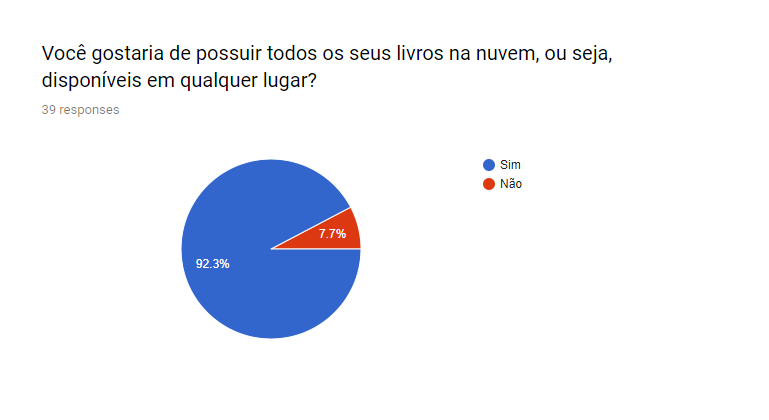 Você gostaria de possuir todos os seus livros na nuvem, ou seja,
disponíveis em qualquer lugar?
39 responses
Sim
Não
7.7%
92.3%